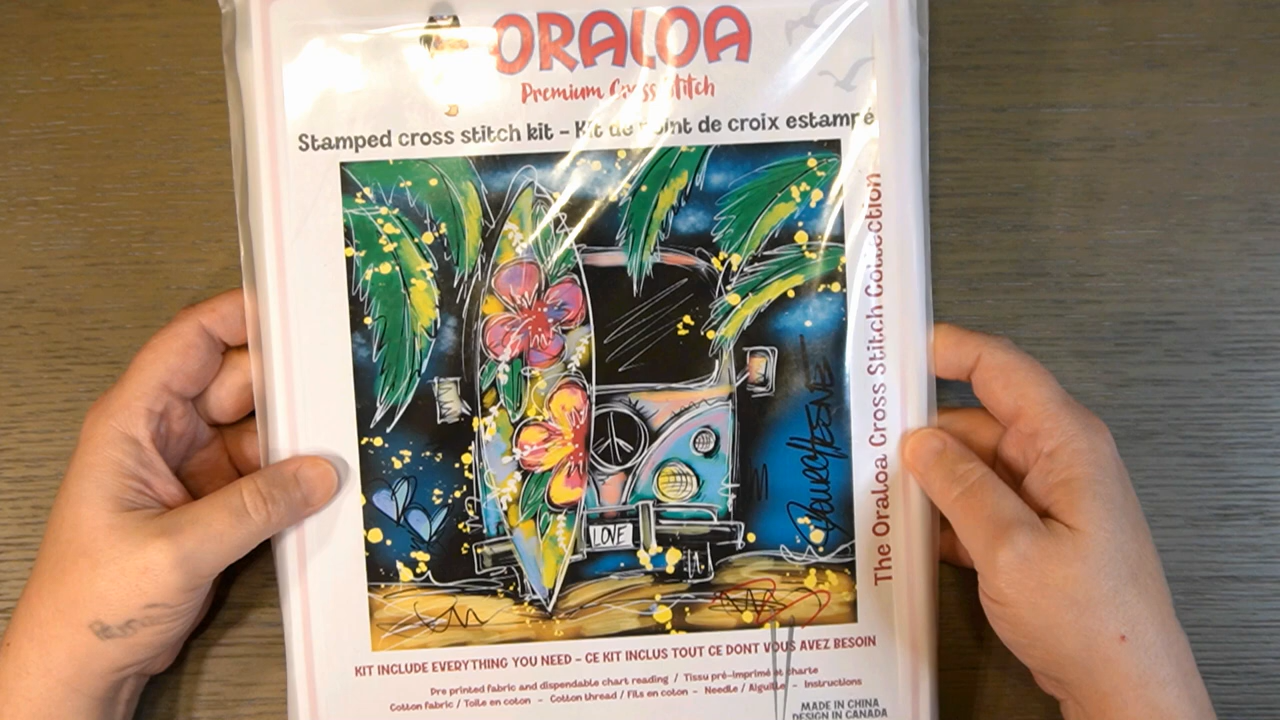 ORALOA
Premium Cross Stitch
Stamped cross stitch kit – Kit de point de croix estampé
The Oraloa Cross Stitch Collection
LOVE
KIT INCLUDE EVERYTHING YOU NEED – CE KIT INCLUS TOUT CE DONT VOUS AVEZ BESOIN
Pre printed fabric and dispendable chart reading / Tissu pré-imprimé et charte
Cotton fabric / Toile en coton – Cotton thread / Fils en coton – Needle / Aiguille – Instructions
MADE IN CHINA
DESIGN IN CANADA